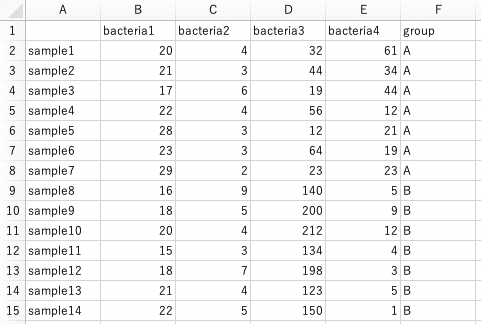 A B C D E F
1 bacteria1 bacteria2 bacteria3 bacteria4 group
2 sample1 20 4 32 61 A
3 sample2 21 3 44 34 A
4 sample3 17 6 19 44 A
5 sample4 22 4 56 12 A
6 sample5 28 3 12 21 A
7 sample6 23 3 64 19 A
8 sample7 29 2 23 23 A
9 sample8 16 9 140 5 B
10 sample9 18 5 200 9 B
11 sample10 20 4 212 12 B
12 sample11 15 3 134 4 B
13 sample12 18 7 198 3 B
14 sample13 21 4 123 5 B
15 sample14 22 5 150 1 B